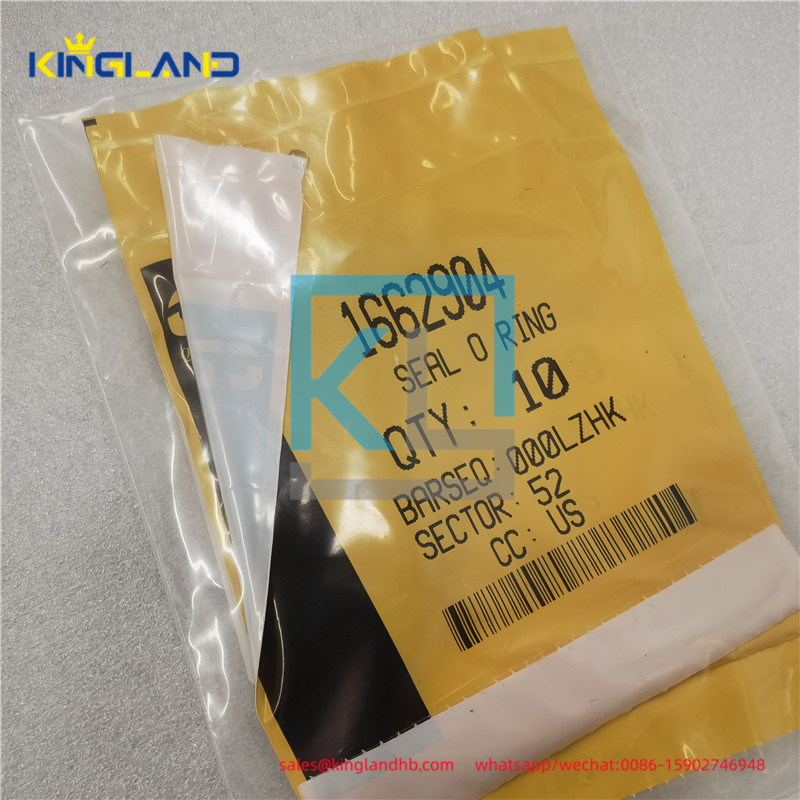 KINGLAND
1662904
SEAL O RING
QTY: 10
BARSEQ: 000LZHK
SECTOR: 52
CC: US
KL
sales@kinglandhb.com whatsapp/wechat:0086-15902746948